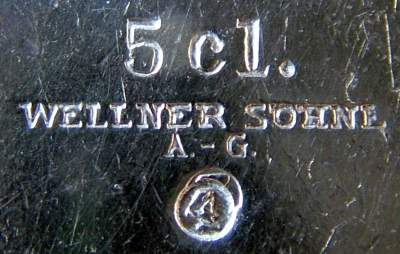 5 cl.
WELLNER SÖHNE
A.-G.
4